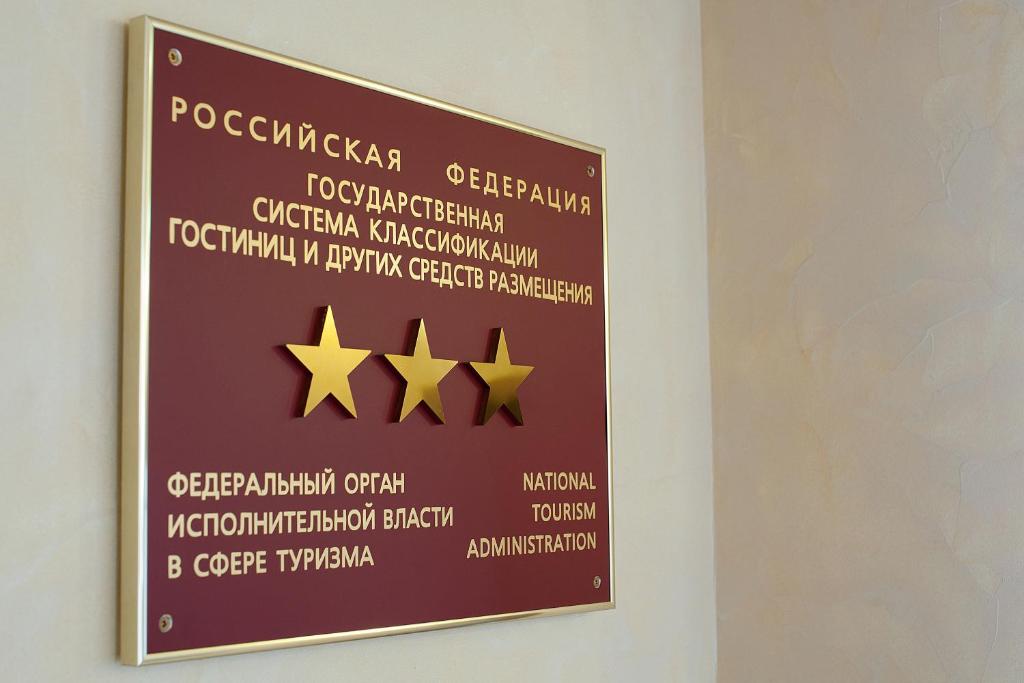 РОССИЙСКАЯ ФЕДЕРАЦИЯ
ГОСУДАРСТВЕННАЯ
СИСТЕМА КЛАССИФИКАЦИИ
ГОСТИНИЦ И ДРУГИХ СРЕДСТВ РАЗМЕЩЕНИЯ
ФЕДЕРАЛЬНЫЙ ОРГАН
ИСПОЛНИТЕЛЬНОЙ ВЛАСТИ
В СФЕРЕ ТУРИЗМА
NATIONAL
TOURISM
ADMINISTRATION